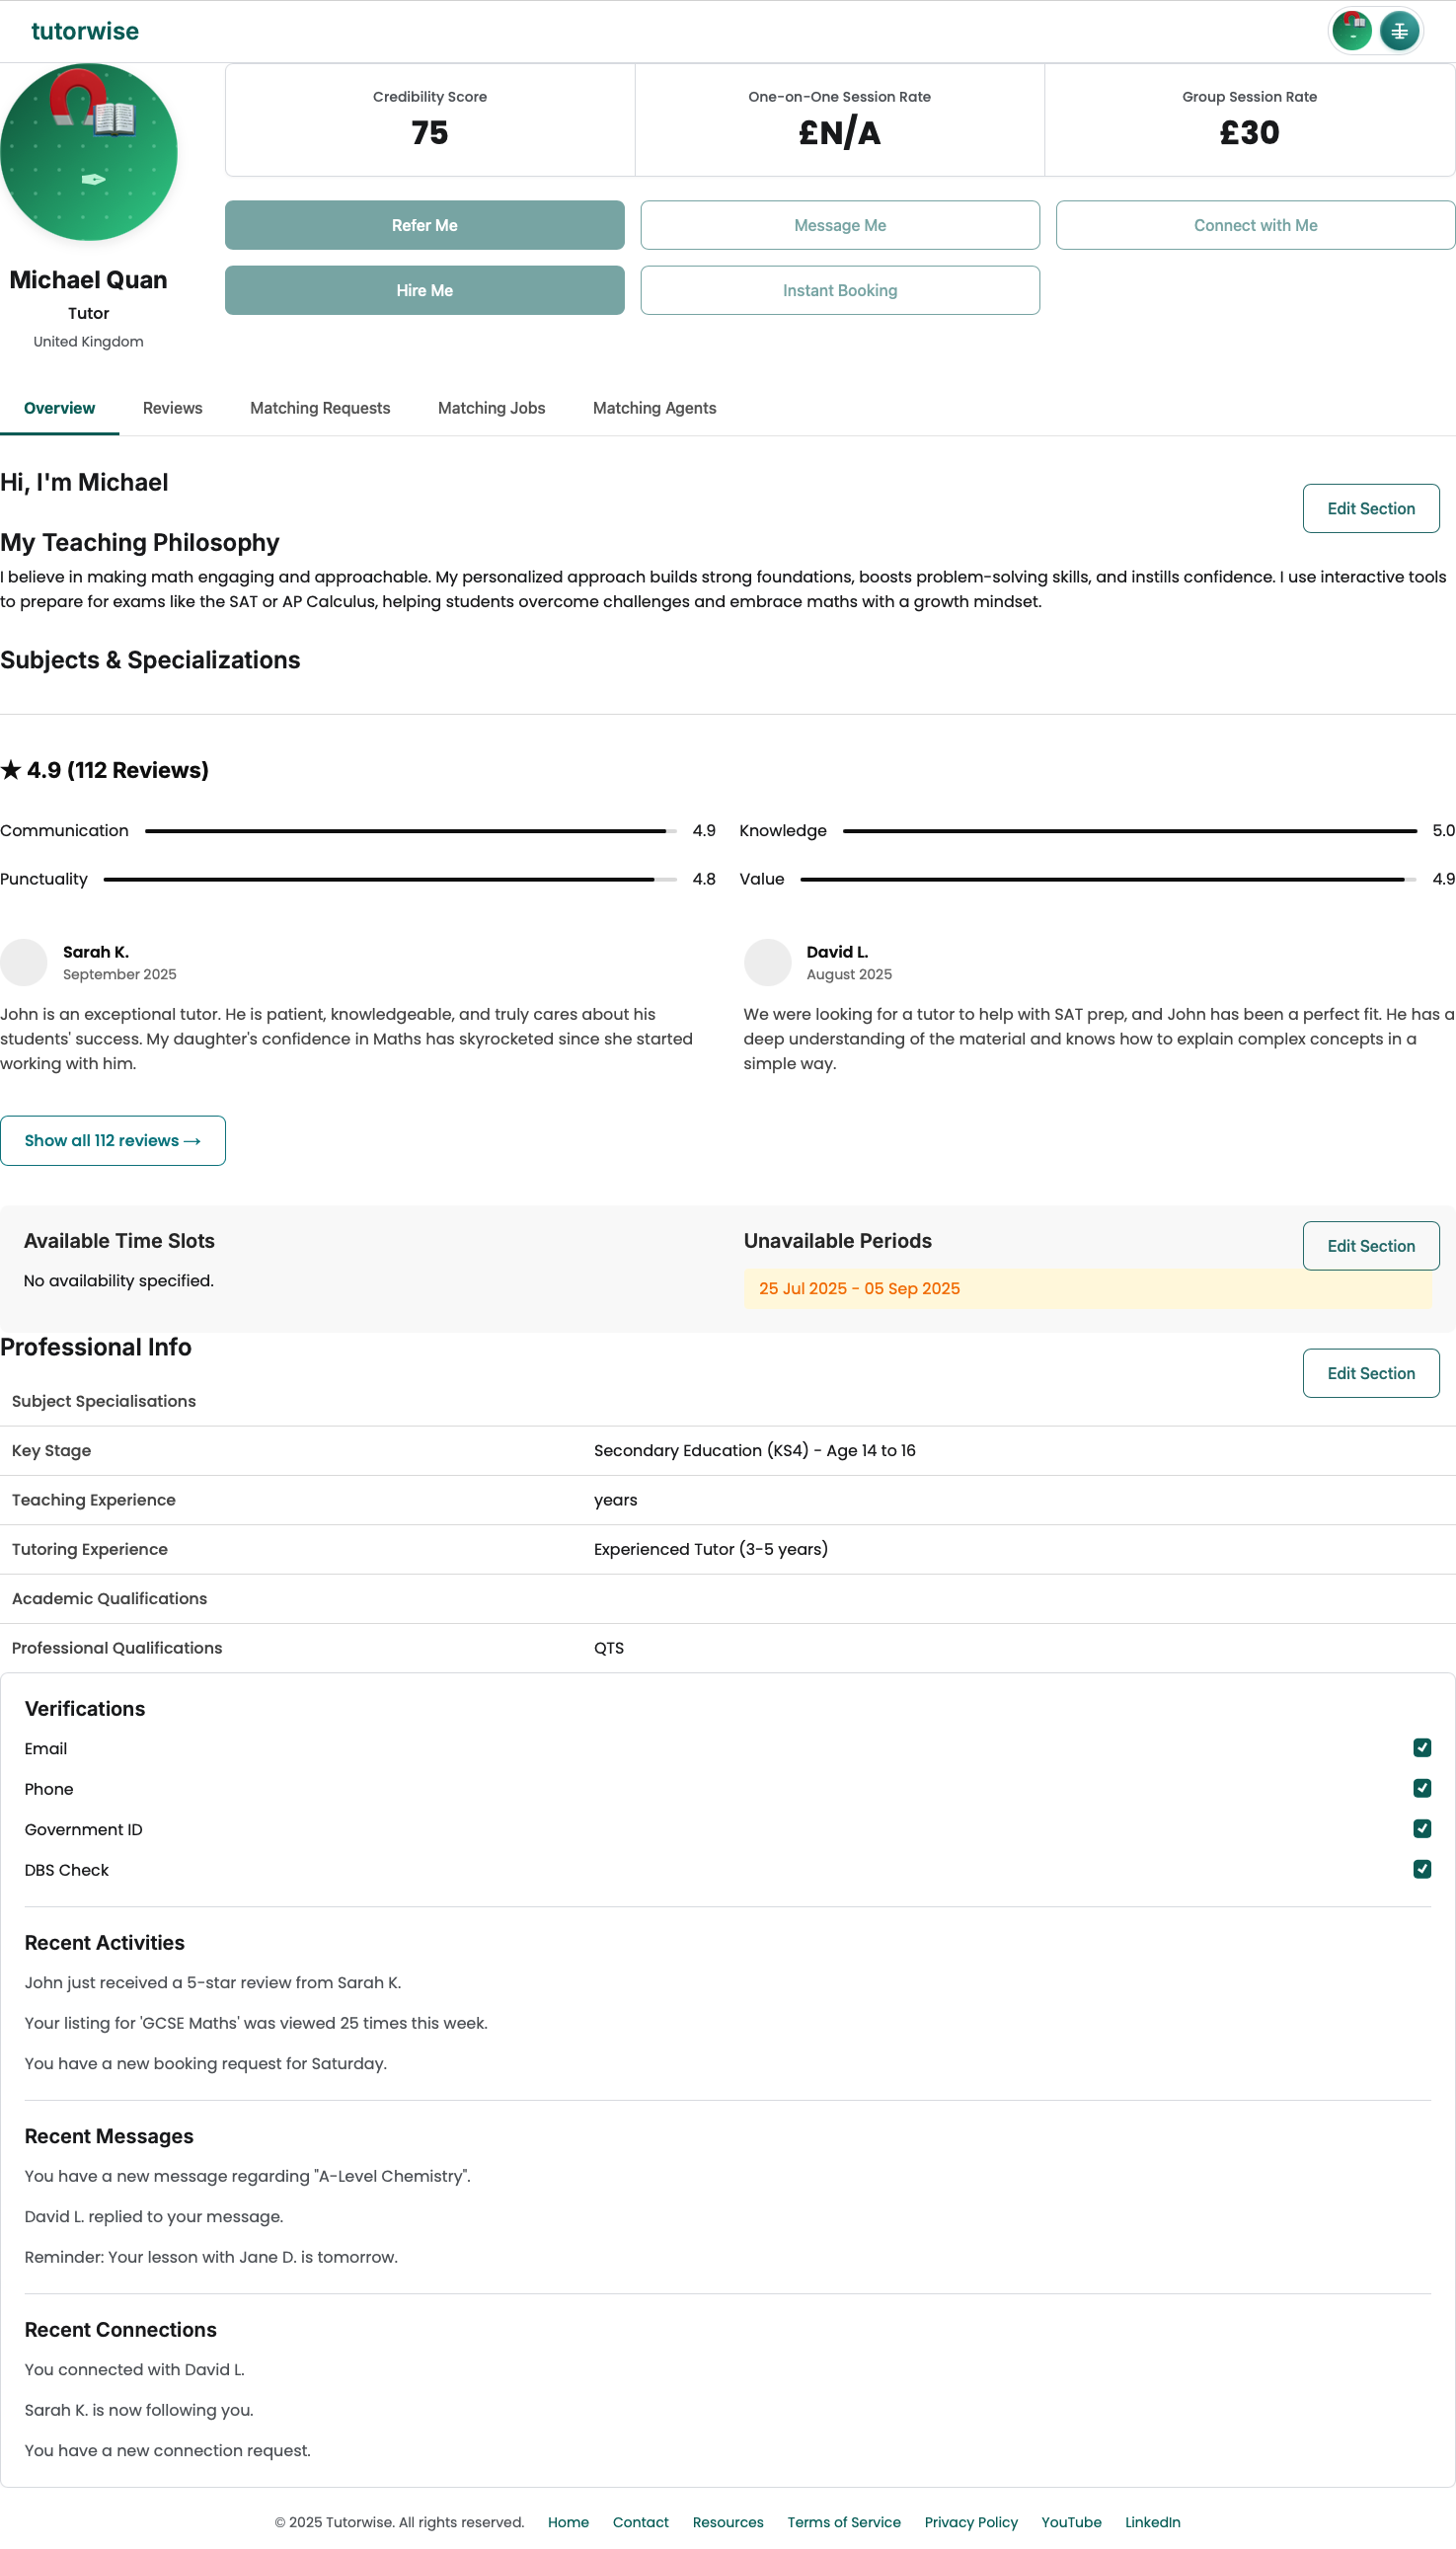 tutorwise
Credibility Score
75
One-on-One Session Rate
£N/A
Group Session Rate
£30
Refer Me
Message Me
Connect with Me
Hire Me
Instant Booking
Michael Quan
Tutor
United Kingdom
Overview
Reviews
Matching Requests
Matching Jobs
Matching Agents
Hi, I'm Michael
Edit Section
My Teaching Philosophy
I believe in making math engaging and approachable. My personalized approach builds strong foundations, boosts problem-solving skills, and instills confidence. I use interactive tools
to prepare for exams like the SAT or AP Calculus, helping students overcome challenges and embrace maths with a growth mindset.
Subjects & Specializations
★ 4.9 (112 Reviews)
Communication 4.9
Knowledge 5.0
Punctuality 4.8
Value 4.9
Sarah K.
September 2025
John is an exceptional tutor. He is patient, knowledgeable, and truly cares about his
students' success. My daughter's confidence in Maths has skyrocketed since she started
working with him.
David L.
August 2025
We were looking for a tutor to help with SAT prep, and John has been a perfect fit. He has a
deep understanding of the material and knows how to explain complex concepts in a
simple way.
Show all 112 reviews →
Available Time Slots
No availability specified.
Unavailable Periods
Edit Section
25 Jul 2025 - 05 Sep 2025
Professional Info
Edit Section
Subject Specialisations
Key Stage Secondary Education (KS4) - Age 14 to 16
Teaching Experience years
Tutoring Experience Experienced Tutor (3-5 years)
Academic Qualifications
Professional Qualifications QTS
Verifications
Email
Phone
Government ID
DBS Check
Recent Activities
John just received a 5-star review from Sarah K.
Your listing for 'GCSE Maths' was viewed 25 times this week.
You have a new booking request for Saturday.
Recent Messages
You have a new message regarding "A-Level Chemistry".
David L. replied to your message.
Reminder: Your lesson with Jane D. is tomorrow.
Recent Connections
You connected with David L.
Sarah K. is now following you.
You have a new connection request.
© 2025 Tutorwise. All rights reserved. Home Contact Resources Terms of Service Privacy Policy YouTube LinkedIn